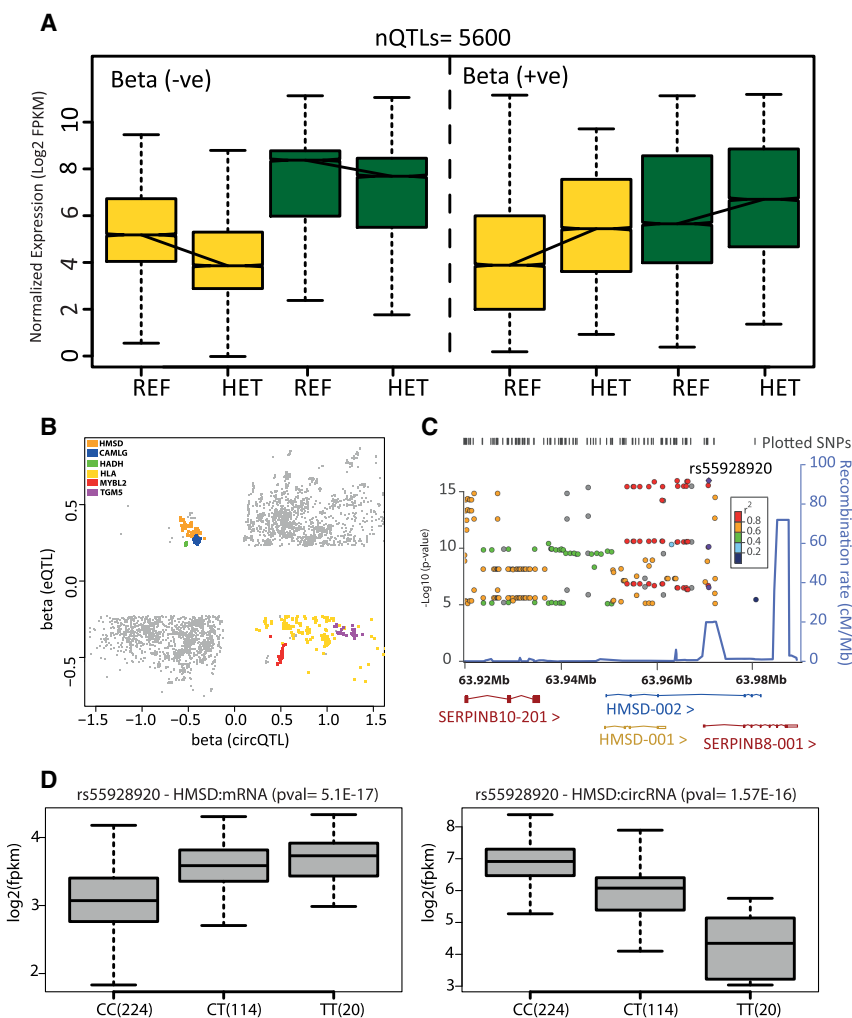 A
nQTLs= 5600
Beta (-ve)
Beta (+ve)
Normalized Expression (Log2 FPKM)
10
8
6
4
2
0
REF HET REF HET REF HET REF HET
B
HMSD
CAMLG
HADH
HLA
MYBL2
TGM5
beta (eQTL)
0.5
0.0
−0.5
−1.5 −1.0 −0.5 0.0 0.5 1.0 1.5
beta (circQTL)
C
Plotted SNPs
rs55928920
-Log10 (p-value)
15
10
5
0
r2
0.8
0.6
0.4
0.2
100
80
60
40
20
0
Recombination rate (cM/Mb)
63.92Mb 63.94Mb 63.96Mb 63.98Mb
SERPINB10-201 >
HMSD-002 >
HMSD-001 >
SERPINB8-001 >
D
rs55928920 - HMSD:mRNA (pval= 5.1E-17)
log2(fpkm)
4
3
2
CC(224) CT(114) TT(20)
rs55928920 - HMSD:circRNA (pval= 1.57E-16)
log2(fpkm)
8
7
6
5
4
3
CC(224) CT(114) TT(20)